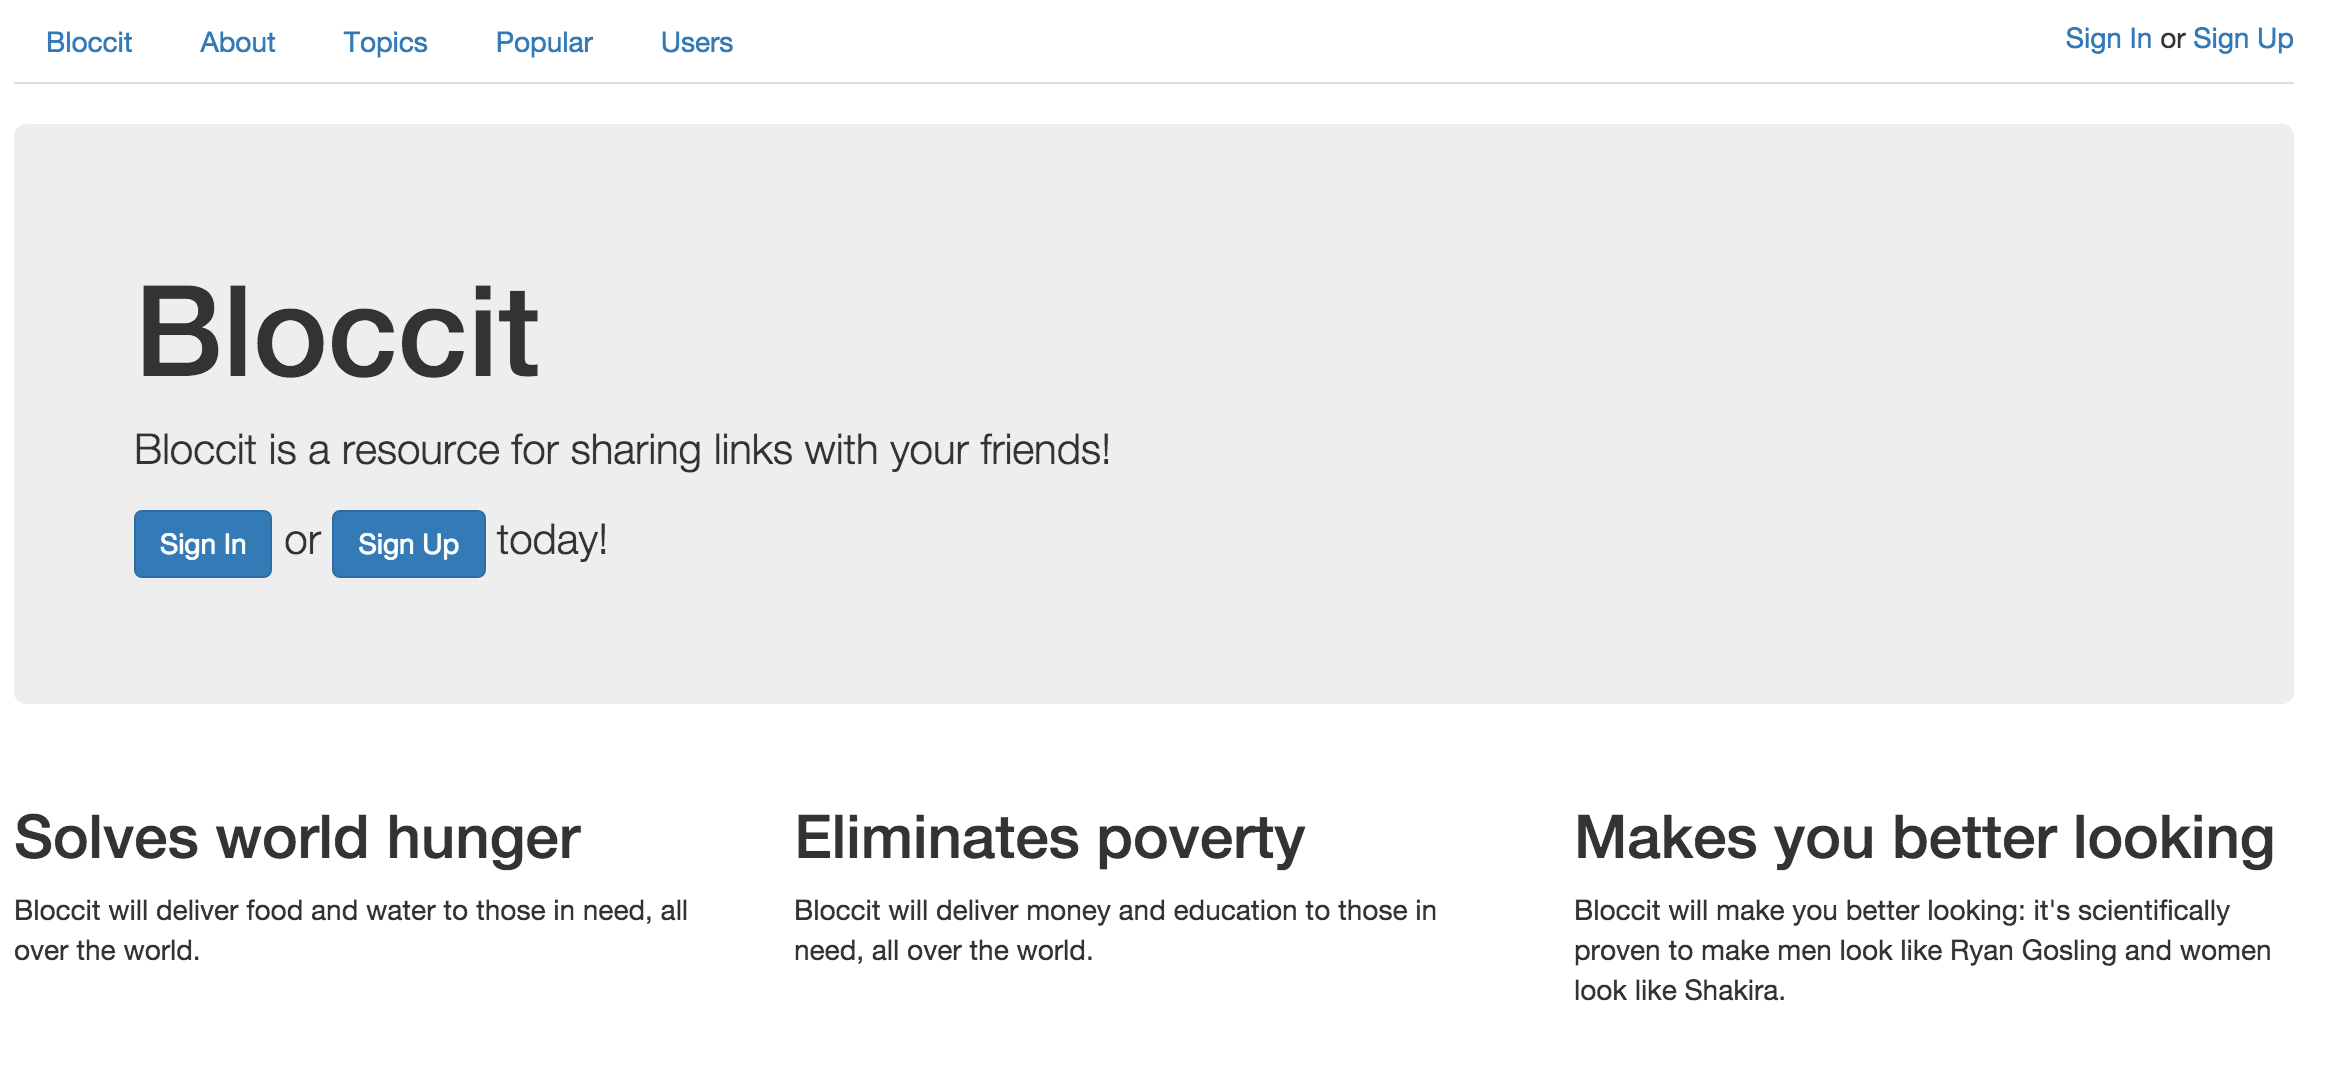 Bloccit About Topics Popular Users Sign In or Sign Up
Bloccit
Bloccit is a resource for sharing links with your friends!
Sign In or Sign Up today!
Solves world hunger
Bloccit will deliver food and water to those in need, all
over the world.
Eliminates poverty
Bloccit will deliver money and education to those in
need, all over the world.
Makes you better looking
Bloccit will make you better looking: it's scientifically
proven to make men look like Ryan Gosling and women
look like Shakira.